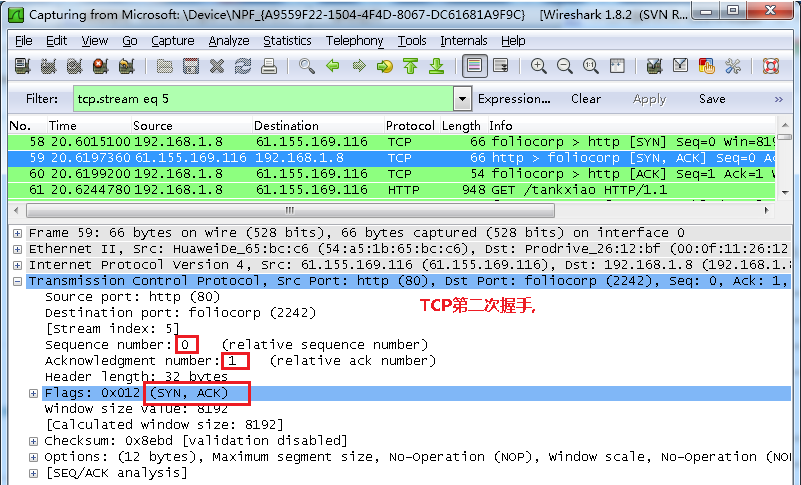 Capturing from Microsoft: \Device\NPF_{A9559F22-1504-4F4D-8067-DC61681A9F9C} [Wireshark 1.8.2 (SVN R...
File Edit View Go Capture Analyze Statistics Telephony Tools Internals Help
Filter: tcp.stream eq 5 Expression... Clear Apply Save »
No. Time Source Destination Protocol Length Info
58 20.6015100 192.168.1.8 61.155.169.116 TCP 66 foliocorp > http [SYN] Seq=0 Win=819
59 20.6197360 61.155.169.116 192.168.1.8 TCP 66 http > foliocorp [SYN, ACK] Seq=0 Ac
60 20.6199200 192.168.1.8 61.155.169.116 TCP 54 foliocorp > http [ACK] Seq=1 Ack=1 W
61 20.6244780 192.168.1.8 61.155.169.116 HTTP 948 GET /tankxiao HTTP/1.1
Frame 59: 66 bytes on wire (528 bits), 66 bytes captured (528 bits) on interface 0
Ethernet II, Src: HuaweiDe_65:bc:c6 (54:a5:1b:65:bc:c6), Dst: Prodrive_26:12:bf (00:0f:11:26:12
Internet Protocol Version 4, Src: 61.155.169.116 (61.155.169.116), Dst: 192.168.1.8 (192.168.1.
Transmission Control Protocol, Src Port: http (80), Dst Port: foliocorp (2242), Seq: 0, Ack: 1,
Source port: http (80)
TCP第二次握手,
Destination port: foliocorp (2242)
[Stream index: 5]
Sequence number: 0 (relative sequence number)
Acknowledgment number: 1 (relative ack number)
Header length: 32 bytes
Flags: 0x012 (SYN, ACK)
Window size value: 8192
[Calculated window size: 8192]
Checksum: 0x8ebd [validation disabled]
Options: (12 bytes), Maximum segment size, No-Operation (NOP), Window scale, No-Operation (NOP
[SEQ/ACK analysis]